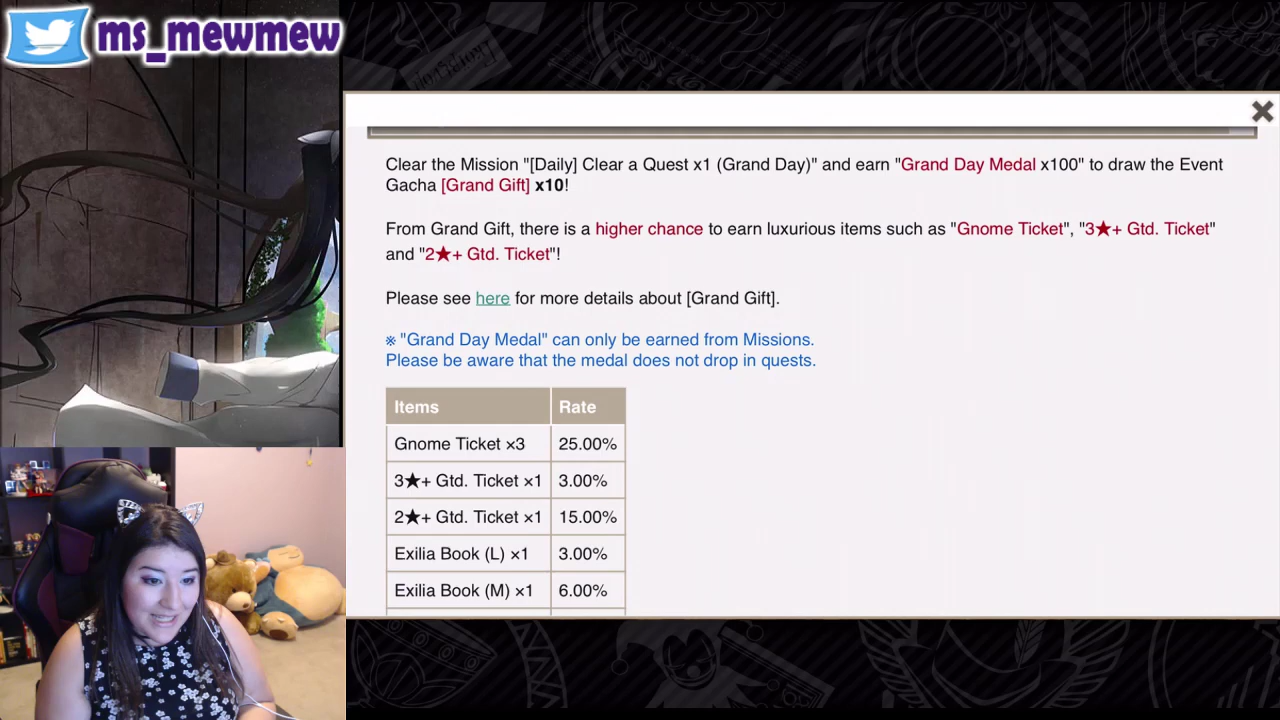 ms_mewmew
Clear the Mission "[Daily] Clear a Quest x1 (Grand Day)" and earn "Grand Day Medal x100" to draw the Event
Gacha [Grand Gift] x10!
From Grand Gift, there is a higher chance to earn luxurious items such as "Gnome Ticket", "3★+ Gtd. Ticket"
and "2★+ Gtd. Ticket"!
Please see here for more details about [Grand Gift].
※ "Grand Day Medal" can only be earned from Missions.
Please be aware that the medal does not drop in quests.
Items Rate
Gnome Ticket ×3 25.00%
3★+ Gtd. Ticket ×1 3.00%
2★+ Gtd. Ticket ×1 15.00%
Exilia Book (L) ×1 3.00%
Exilia Book (M) ×1 6.00%